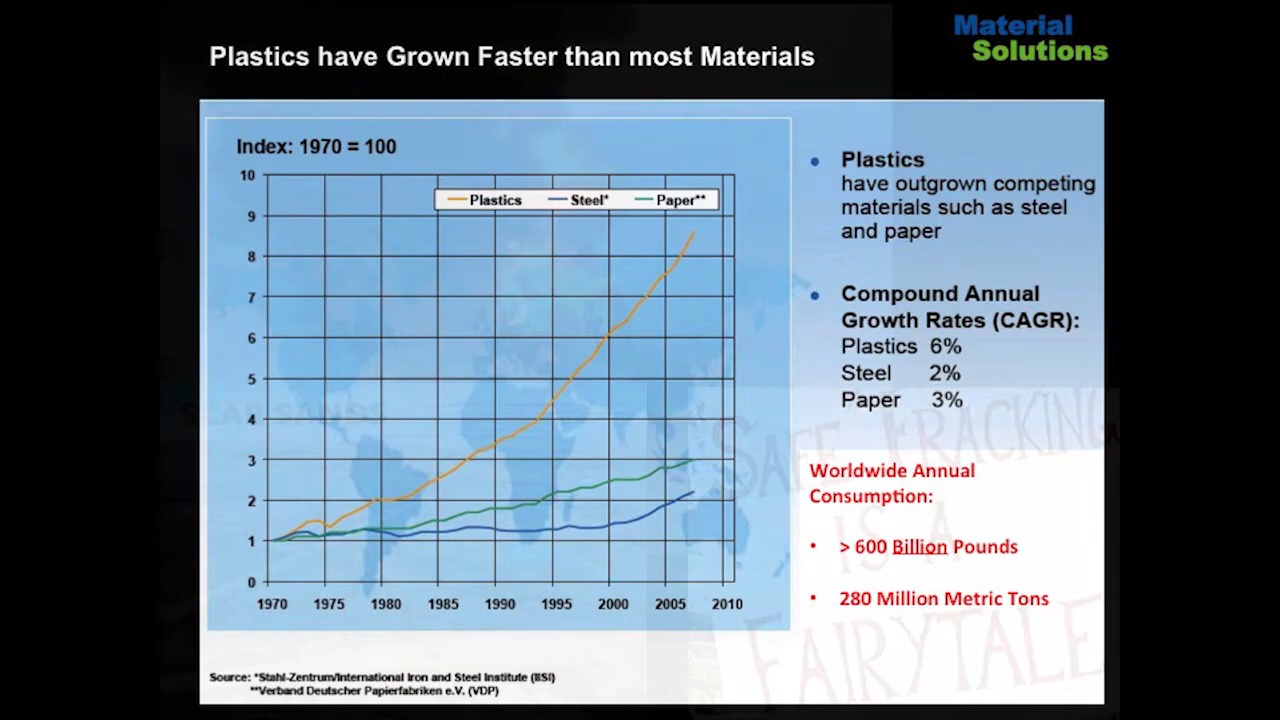 Material
Solutions
Plastics have Grown Faster than most Materials
Index: 1970 = 100
10
9
8
7
6
5
4
3
2
1
0
Plastics Steel* Paper**
1970 1975 1980 1985 1990 1995 2000 2005 2010
• Plastics
have outgrown competing
materials such as steel
and paper
• Compound Annual
Growth Rates (CAGR):
Plastics 6%
Steel 2%
Paper 3%
Worldwide Annual
Consumption:
• > 600 Billion Pounds
• 280 Million Metric Tons
SAFE FRACKING
IS A
FAIRYTALE
Source: *Stahl-Zentrum/International Iron and Steel Institute (IISI)
**Verband Deutscher Papierfabriken e.V. (VDP)